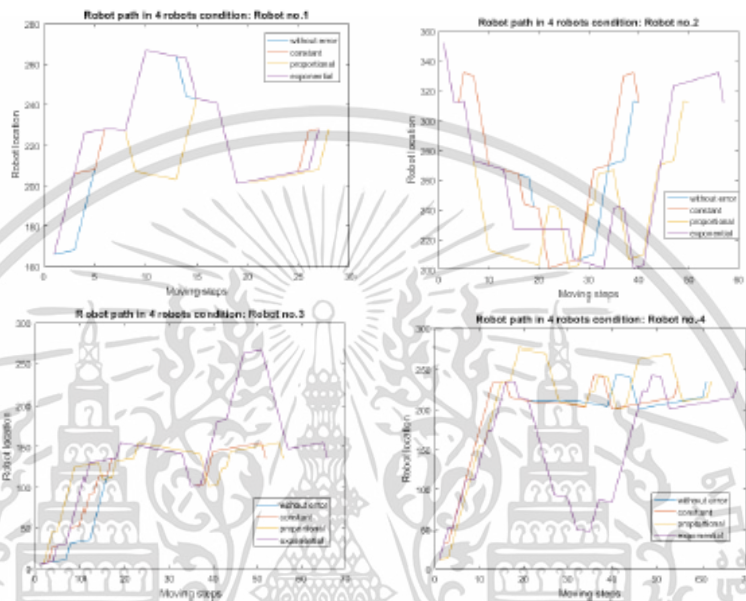 Robot path in 4 robots condition: Robot no.1
280
260
240
220
200
180
160
0
5
10
15
20
25
30
Robot location
Moving steps
without error
constant
proportional
exponential
Robot path in 4 robots condition: Robot no.2
360
340
320
300
280
260
240
220
200
0
10
20
30
40
50
60
Robot location
Moving steps
without error
constant
proportional
exponential
Robot path in 4 robots condition: Robot no.3
300
250
200
150
100
50
0
0
10
20
30
40
50
60
70
Robot location
Moving steps
without error
constant
proportional
exponential
Robot path in 4 robots condition: Robot no.4
300
250
200
150
100
50
0
0
10
20
30
40
50
60
Robot location
Moving steps
without error
constant
proportional
exponential